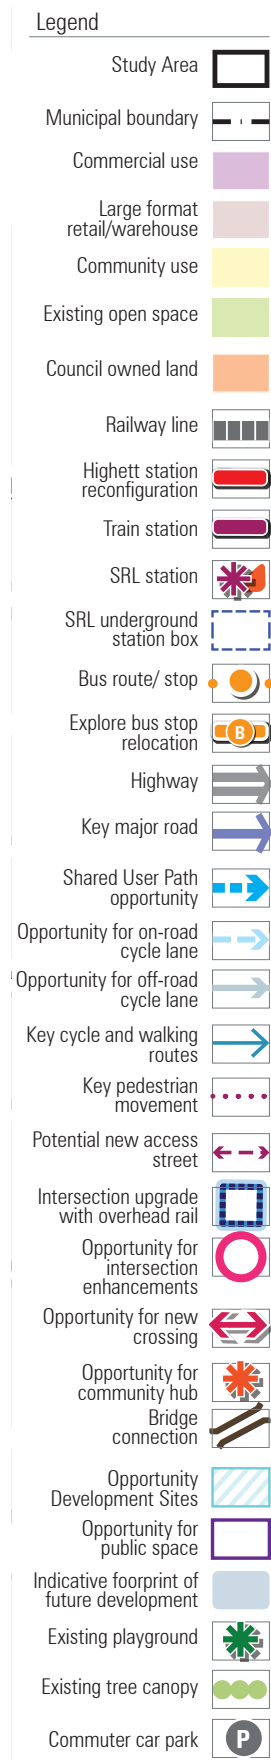 Legend
Study Area
Municipal boundary
Commercial use
Large format
retail/warehouse
Community use
Existing open space
Council owned land
Railway line
Highett station
reconfiguration
Train station
SRL station
SRL underground
station box
Bus route/ stop
Explore bus stop
relocation
B
Highway
Key major road
Shared User Path
opportunity
Opportunity for on-road
cycle lane
Opportunity for off-road
cycle lane
Key cycle and walking
routes
Key pedestrian
movement
Potential new access
street
Intersection upgrade
with overhead rail
Opportunity for
intersection
enhancements
Opportunity for new
crossing
Opportunity for
community hub
Bridge
connection
Opportunity
Development Sites
Opportunity for
public space
Indicative foorprint of
future development
Existing playground
Existing tree canopy
Commuter car park
P